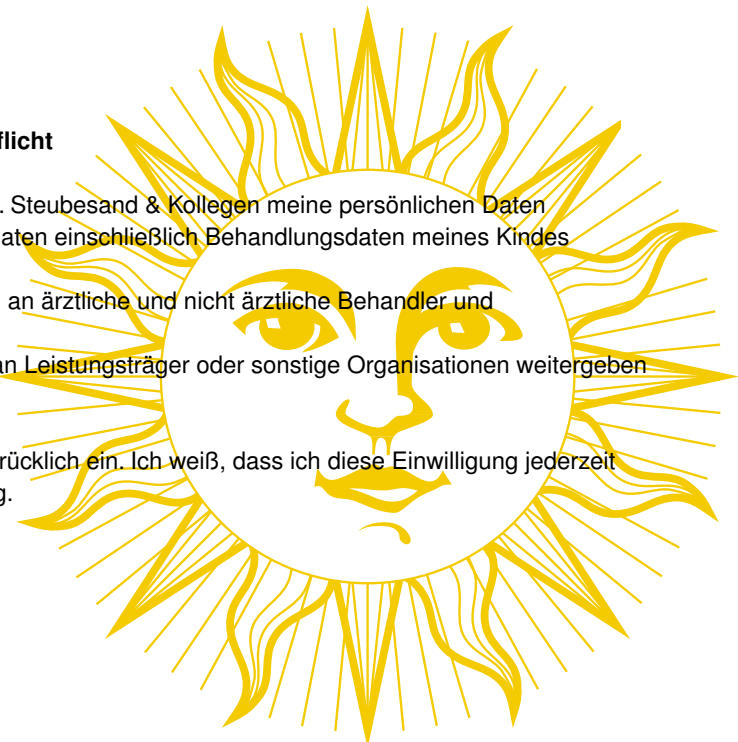 flicht
. Steubesand & Kollegen meine persönlichen Daten
aten einschließlich Behandlungsdaten meines Kindes
an ärztliche und nicht ärztliche Behandler und
an Leistungsträger oder sonstige Organisationen weitergeben
rücklich ein. Ich weiß, dass ich diese Einwilligung jederzeit
g.